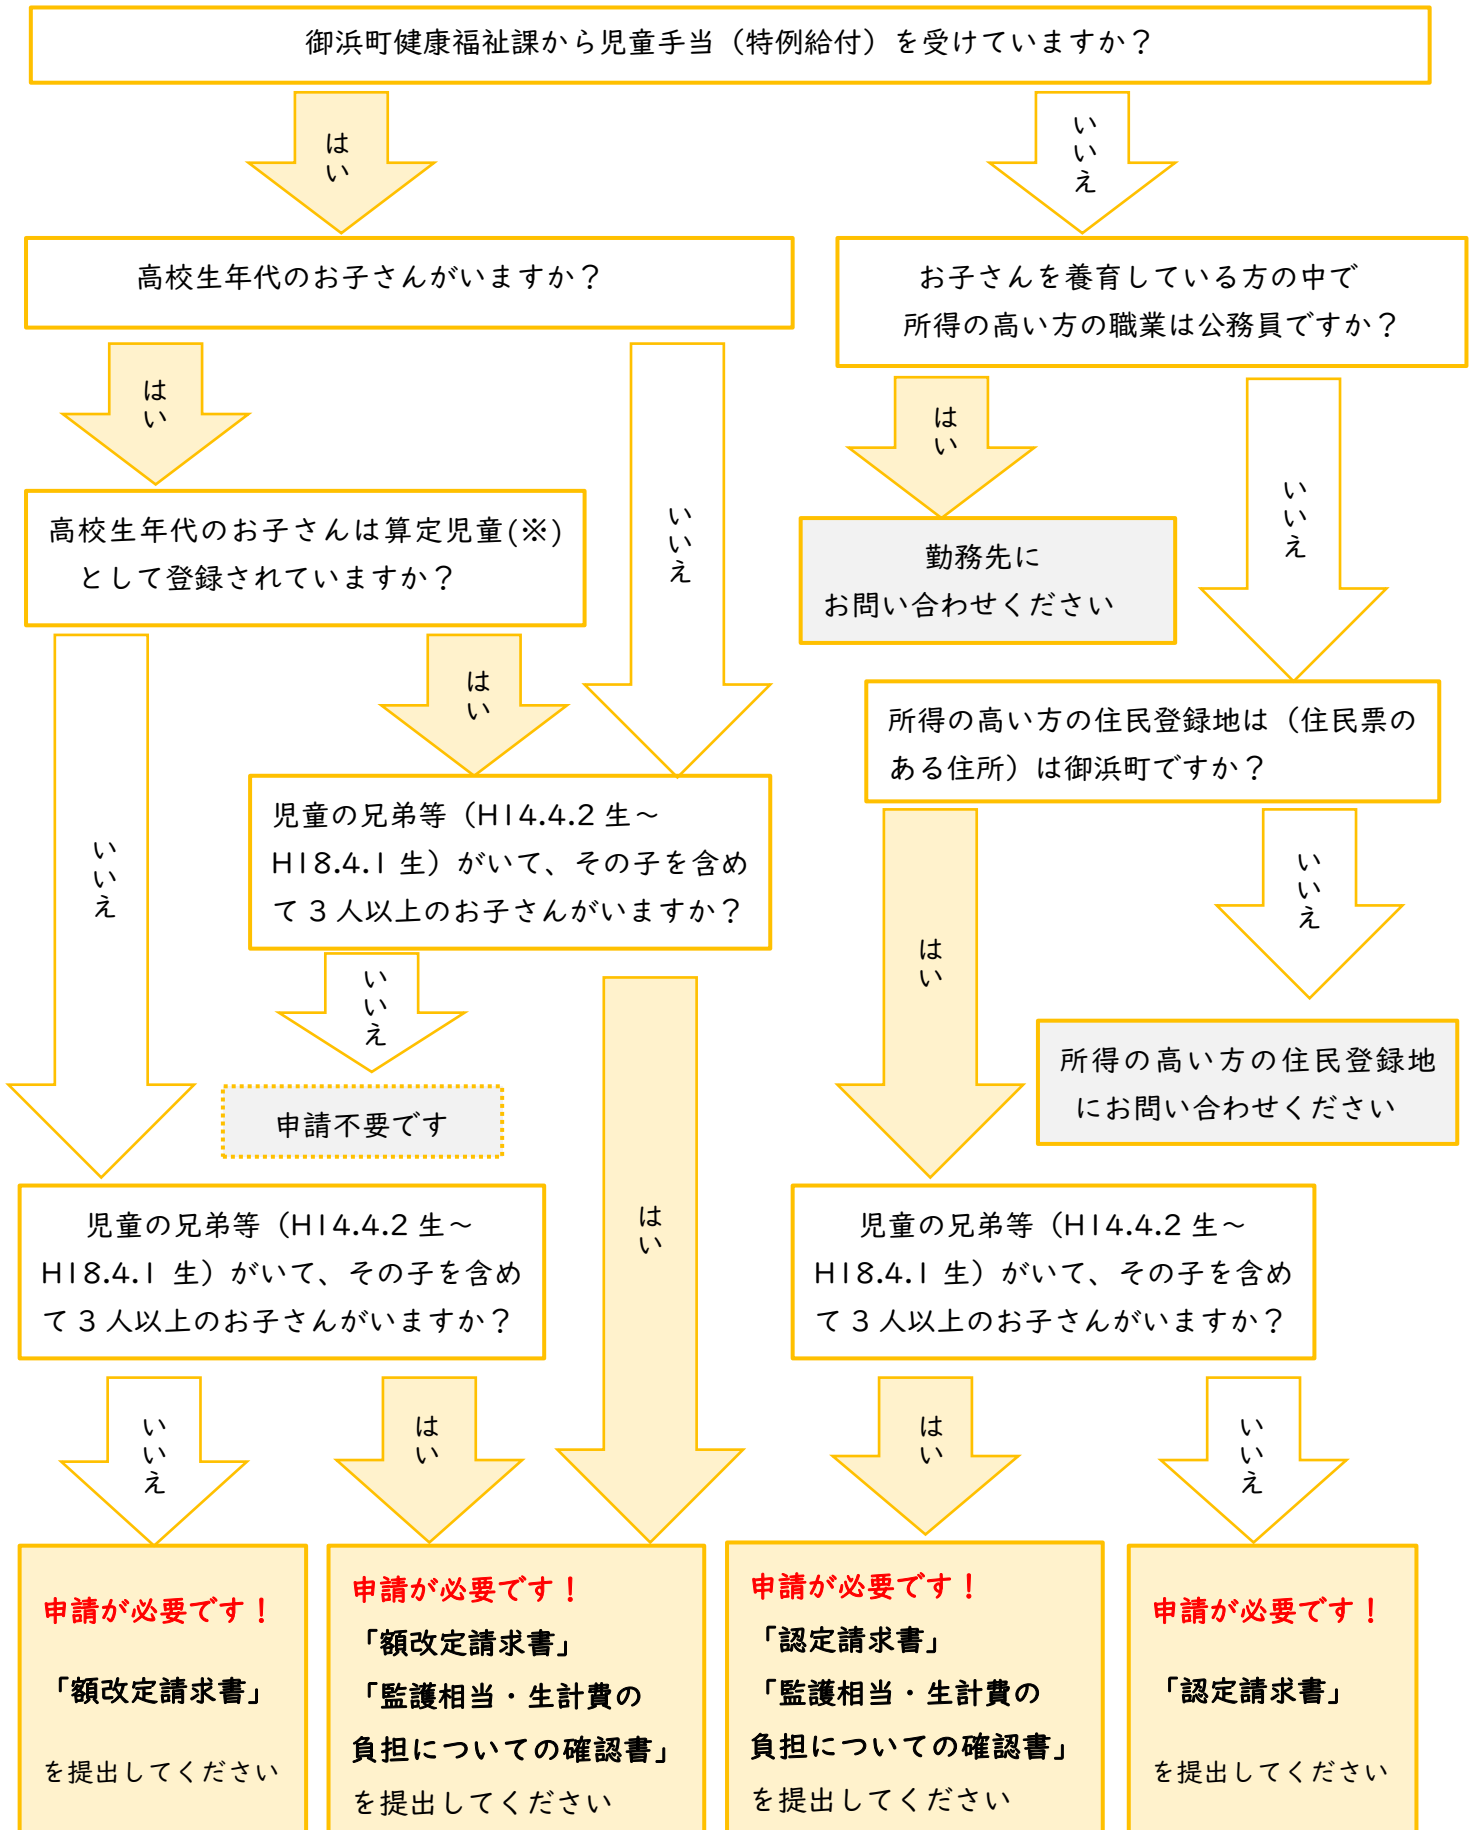 御浜町健康福祉課から児童手当（特例給付）を受けていますか？
はい
いいえ
高校生年代のお子さんがいますか？
お子さんを養育している方の中で
所得の高い方の職業は公務員ですか？
はい
いいえ
はい
いいえ
高校生年代のお子さんは算定児童(※)
として登録されていますか？
勤務先に
お問い合わせください
いいえ
はい
所得の高い方の住民登録地は（住民票の
ある住所）は御浜町ですか？
児童の兄弟等（H14.4.2 生～
H18.4.1 生）がいて、その子を含め
て３人以上のお子さんがいますか？
はい
いいえ
いいえ
はい
所得の高い方の住民登録地
にお問い合わせください
申請不要です
児童の兄弟等（H14.4.2 生～
H18.4.1 生）がいて、その子を含め
て３人以上のお子さんがいますか？
児童の兄弟等（H14.4.2 生～
H18.4.1 生）がいて、その子を含め
て３人以上のお子さんがいますか？
いいえ
はい
はい
いいえ
申請が必要です！
「額改定請求書」
を提出してください
申請が必要です！
「額改定請求書」
「監護相当・生計費の
負担についての確認書」
を提出してください
申請が必要です！
「認定請求書」
「監護相当・生計費の
負担についての確認書」
を提出してください
申請が必要です！
「認定請求書」
を提出してください